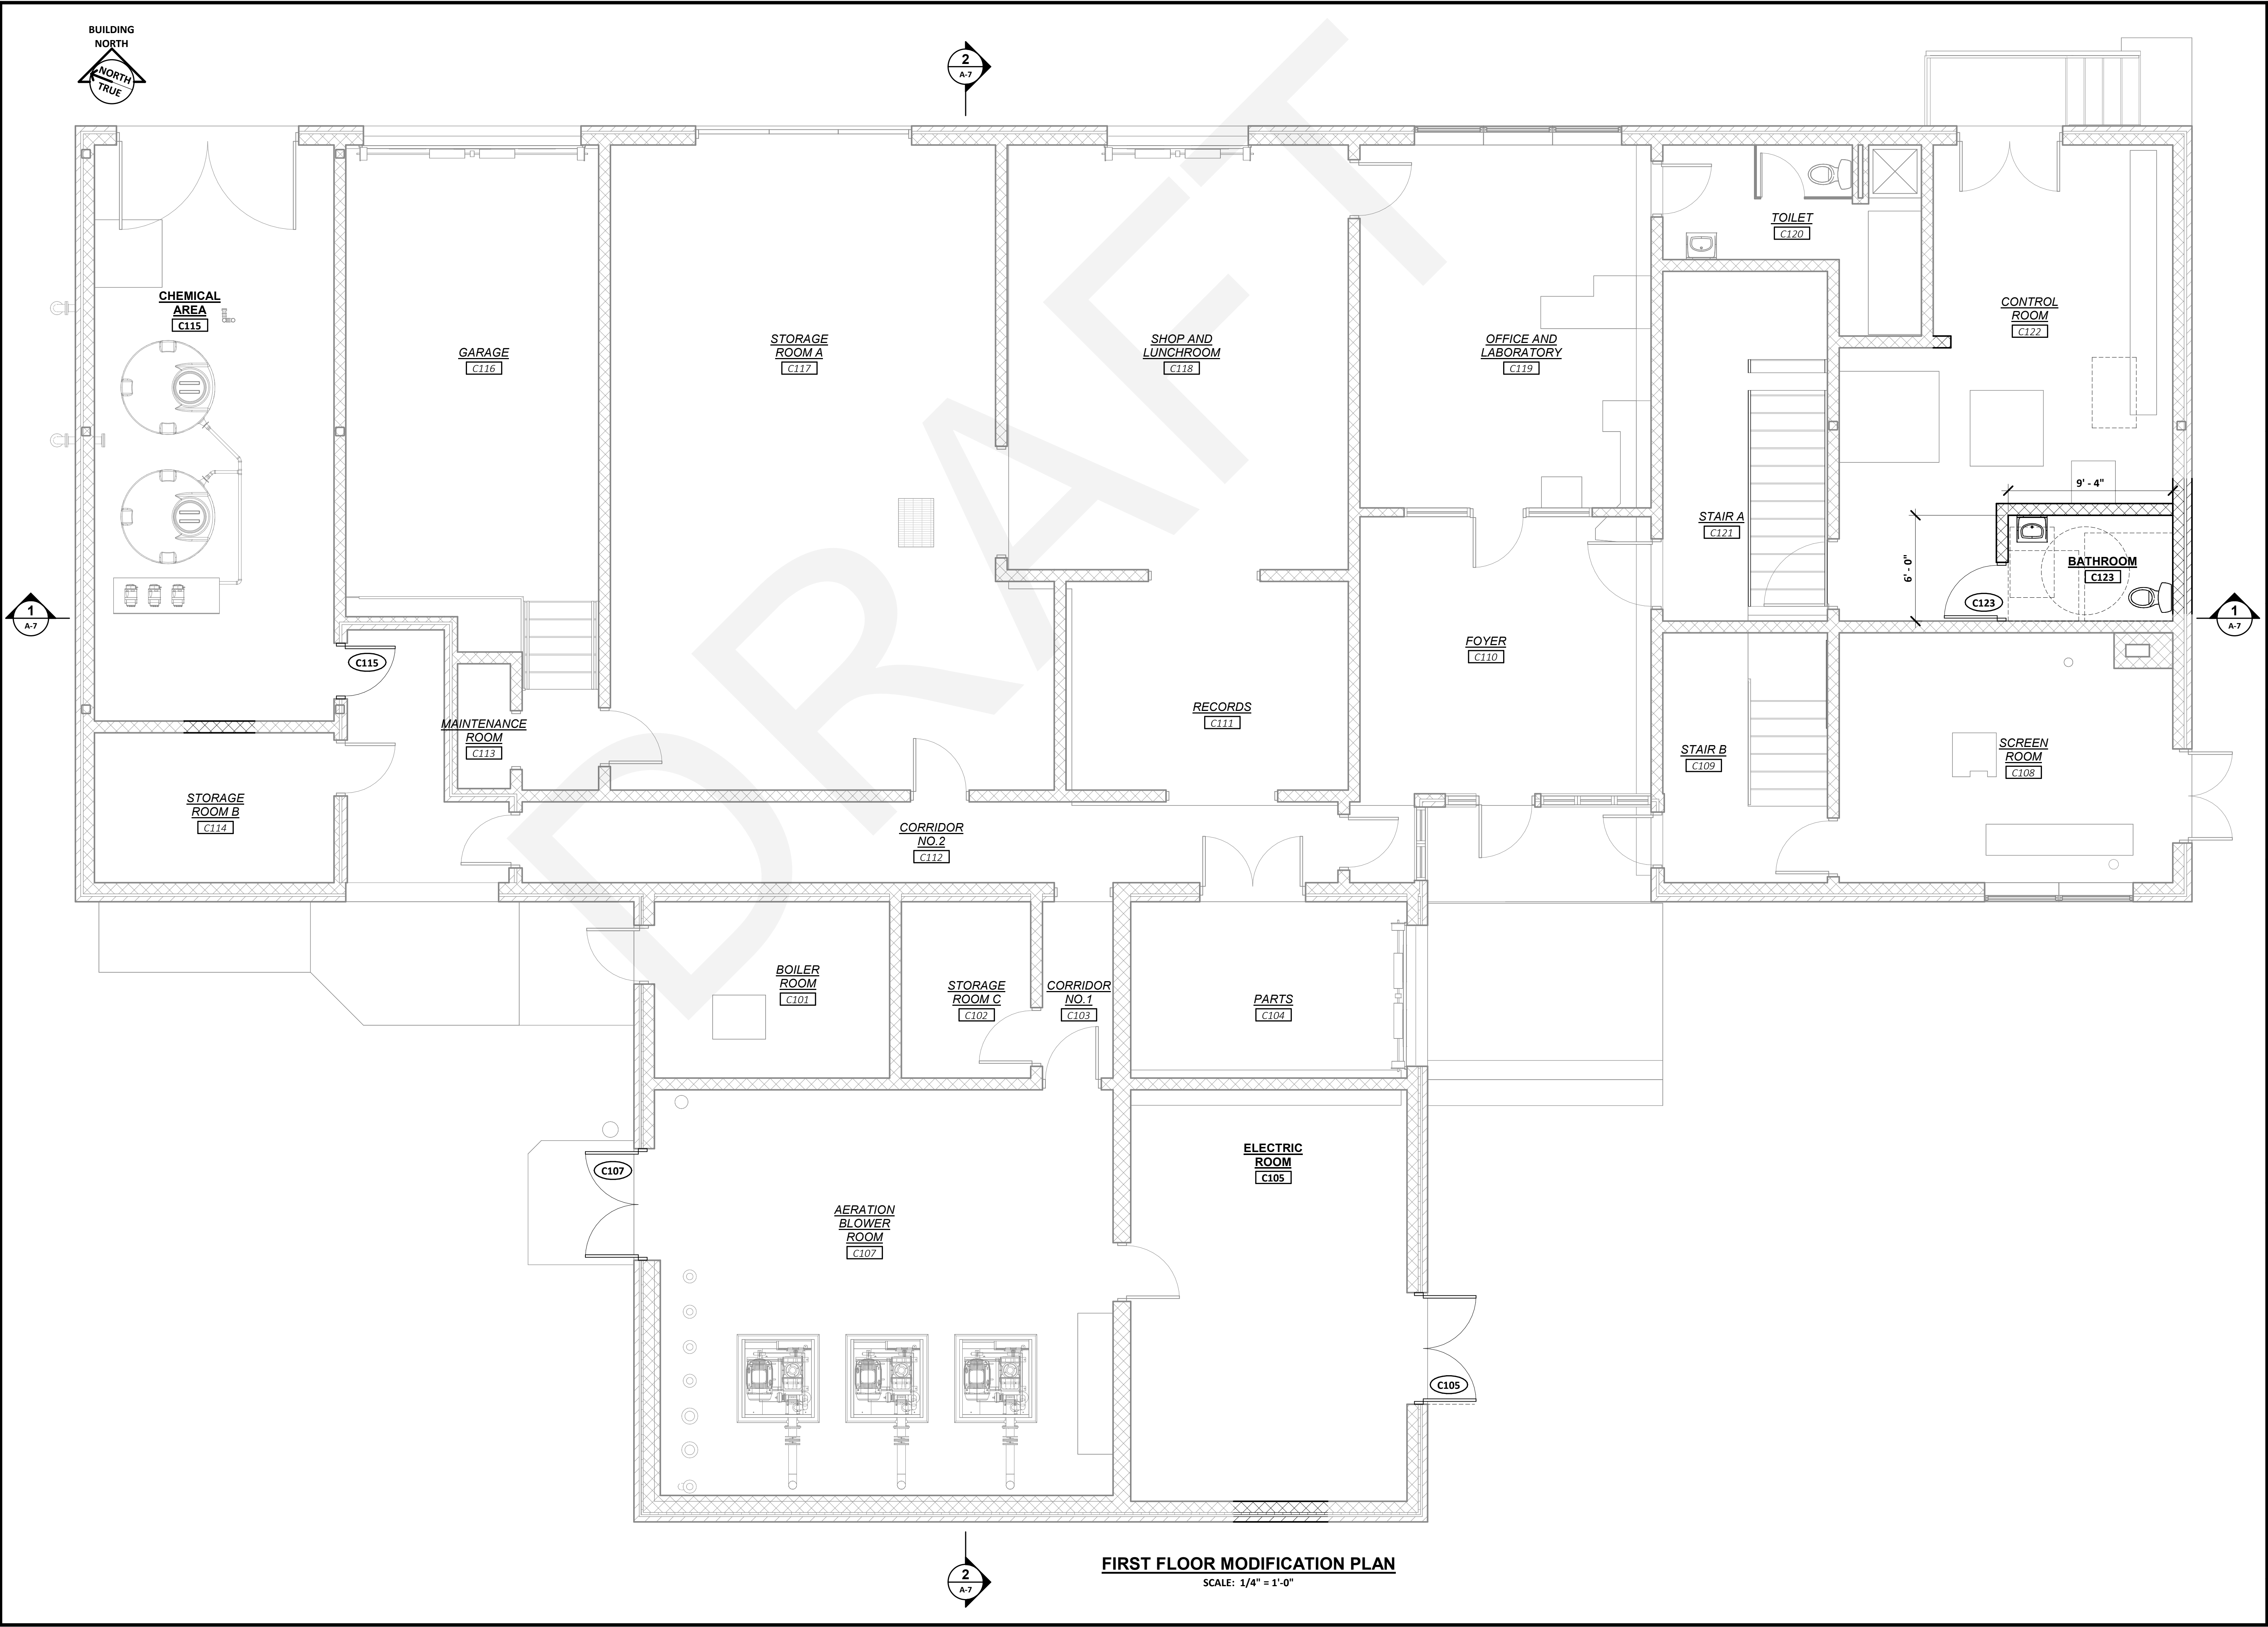 BUILDING
NORTH
NORTH
TRUE
2
A-7
TOILET
C120
CHEMICAL
AREA
C115
CONTROL
ROOM
C122
GARAGE
C116
STORAGE
ROOM A
C117
SHOP AND
LUNCHROOM
C118
OFFICE AND
LABORATORY
C119
DRAFT
9' - 4"
STAIR A
C121
6' - 0"
BATHROOM
C123
C123
1
A-7
1
A-7
FOYER
C110
C115
RECORDS
C111
MAINTENANCE
ROOM
C113
STAIR B
C109
SCREEN
ROOM
C108
STORAGE
ROOM B
C114
CORRIDOR
NO.2
C112
BOILER
ROOM
C101
STORAGE
ROOM C
C102
CORRIDOR
NO.1
C103
PARTS
C104
C107
ELECTRIC
ROOM
C105
AERATION
BLOWER
ROOM
C107
C105
2
A-7
FIRST FLOOR MODIFICATION PLAN
SCALE: 1/4" = 1'-0"